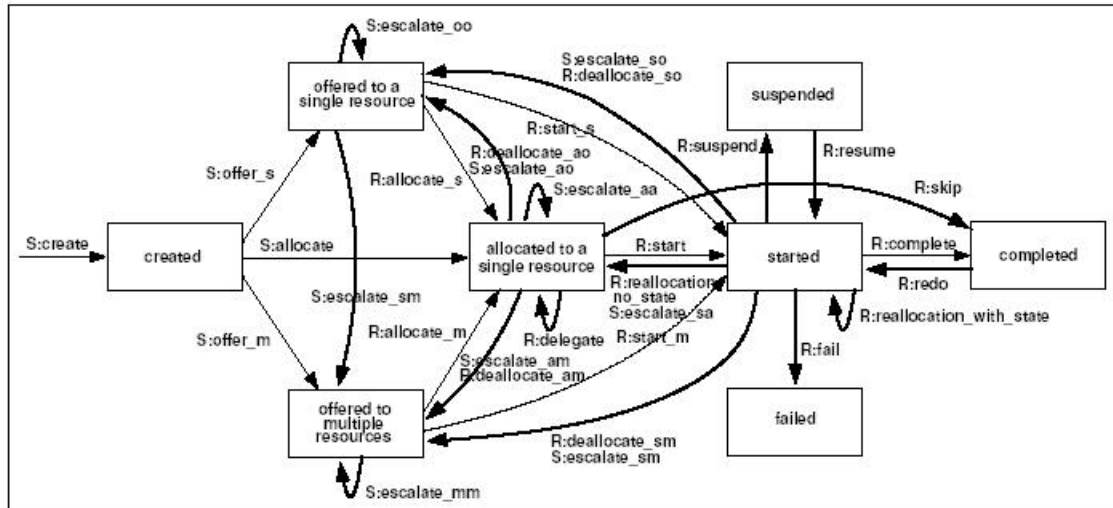 S:escalate_oo
offered to a
single resource
S:escalate_so
R:deallocate_so
suspended
R:start_s
R:suspend
R:resume
S:offer_s
R:allocate_s
R:deallocate_ao
S:escalate_ao
S:escalate_aa
R:skip
S:create
created
S:allocate
allocated to a
single resource
R:start
started
R:complete
completed
R:redo
S:escalate_sm
R:reallocation
no_state
S:escalate_sa
R:reallocation_with_state
S:offer_m
R:allocate_m
R:delegate
R:start_m
R:fail
S:escalate_am
R:deallocate_am
offered to
multiple
resources
failed
R:deallocate_sm
S:escalate_sm
S:escalate_mm